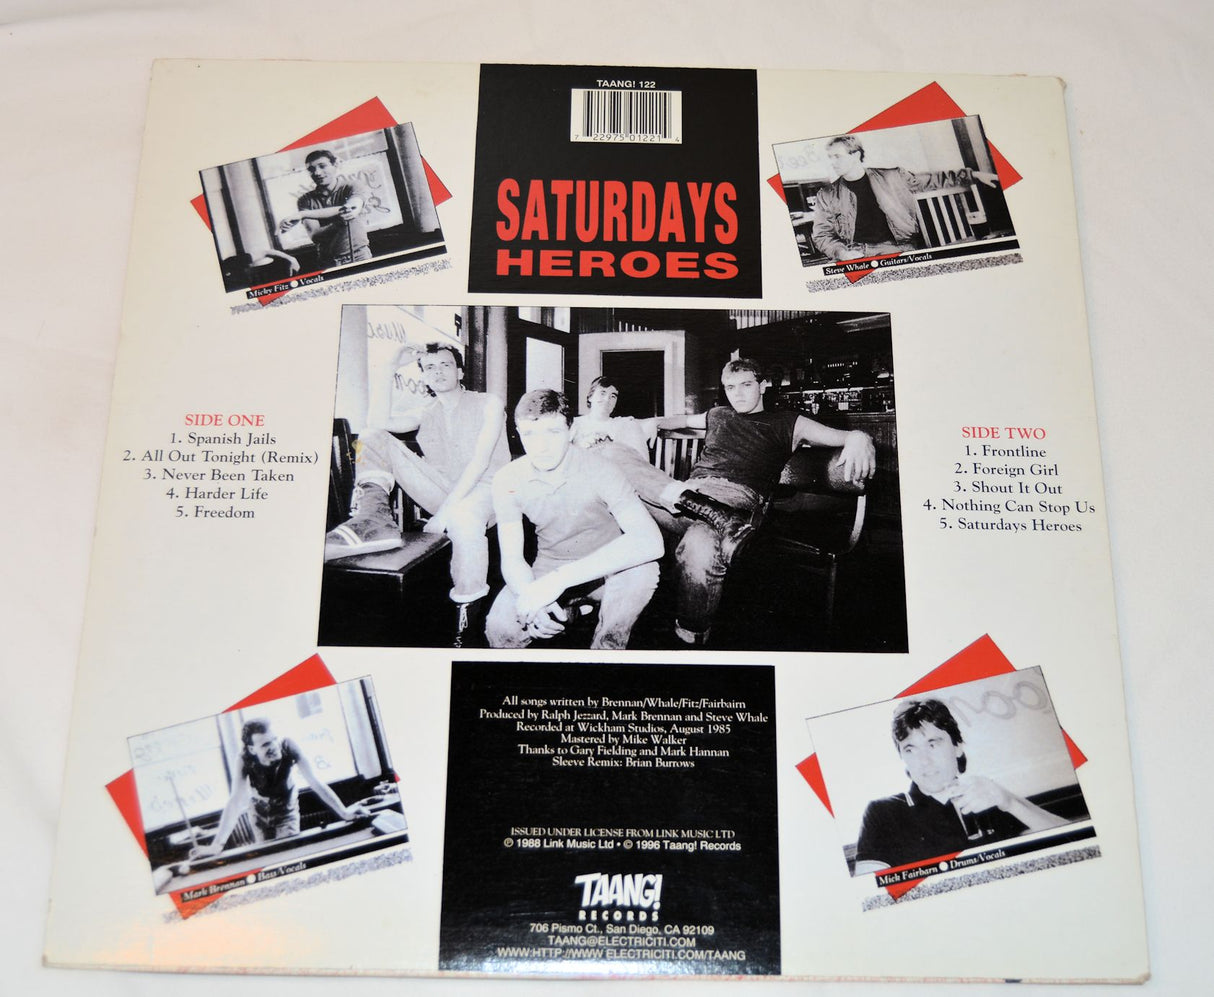 TAANG! 122
7 22975 01221 4
SATURDAYS
HEROES
Micky Fitz ● Vocals
Steve Whale ● Guitars/Vocals
SIDE ONE
1. Spanish Jails
2. All Out Tonight (Remix)
3. Never Been Taken
4. Harder Life
5. Freedom
SIDE TWO
1. Frontline
2. Foreign Girl
3. Shout It Out
4. Nothing Can Stop Us
5. Saturdays Heroes
Mark Brennan ● Bass/Vocals
Mick Fairbarn ● Drums/Vocals
All songs written by Brennan/Whale/Fitz/Fairbairn
Produced by Ralph Jezzard, Mark Brennan and Steve Whale
Recorded at Wickham Studios, August 1985
Mastered by Mike Walker
Thanks to Gary Fielding and Mark Hannan
Sleeve Remix: Brian Burrows
ISSUED UNDER LICENSE FROM LINK MUSIC LTD
℗ 1988 Link Music Ltd • © 1996 Taang! Records
TAANG!
RECORDS
706 Pismo Ct., San Diego, CA 92109
TAANG@ELECTRICITI.COM
WWW.HTTP://WWW.ELECTRICITI.COM/TAANG